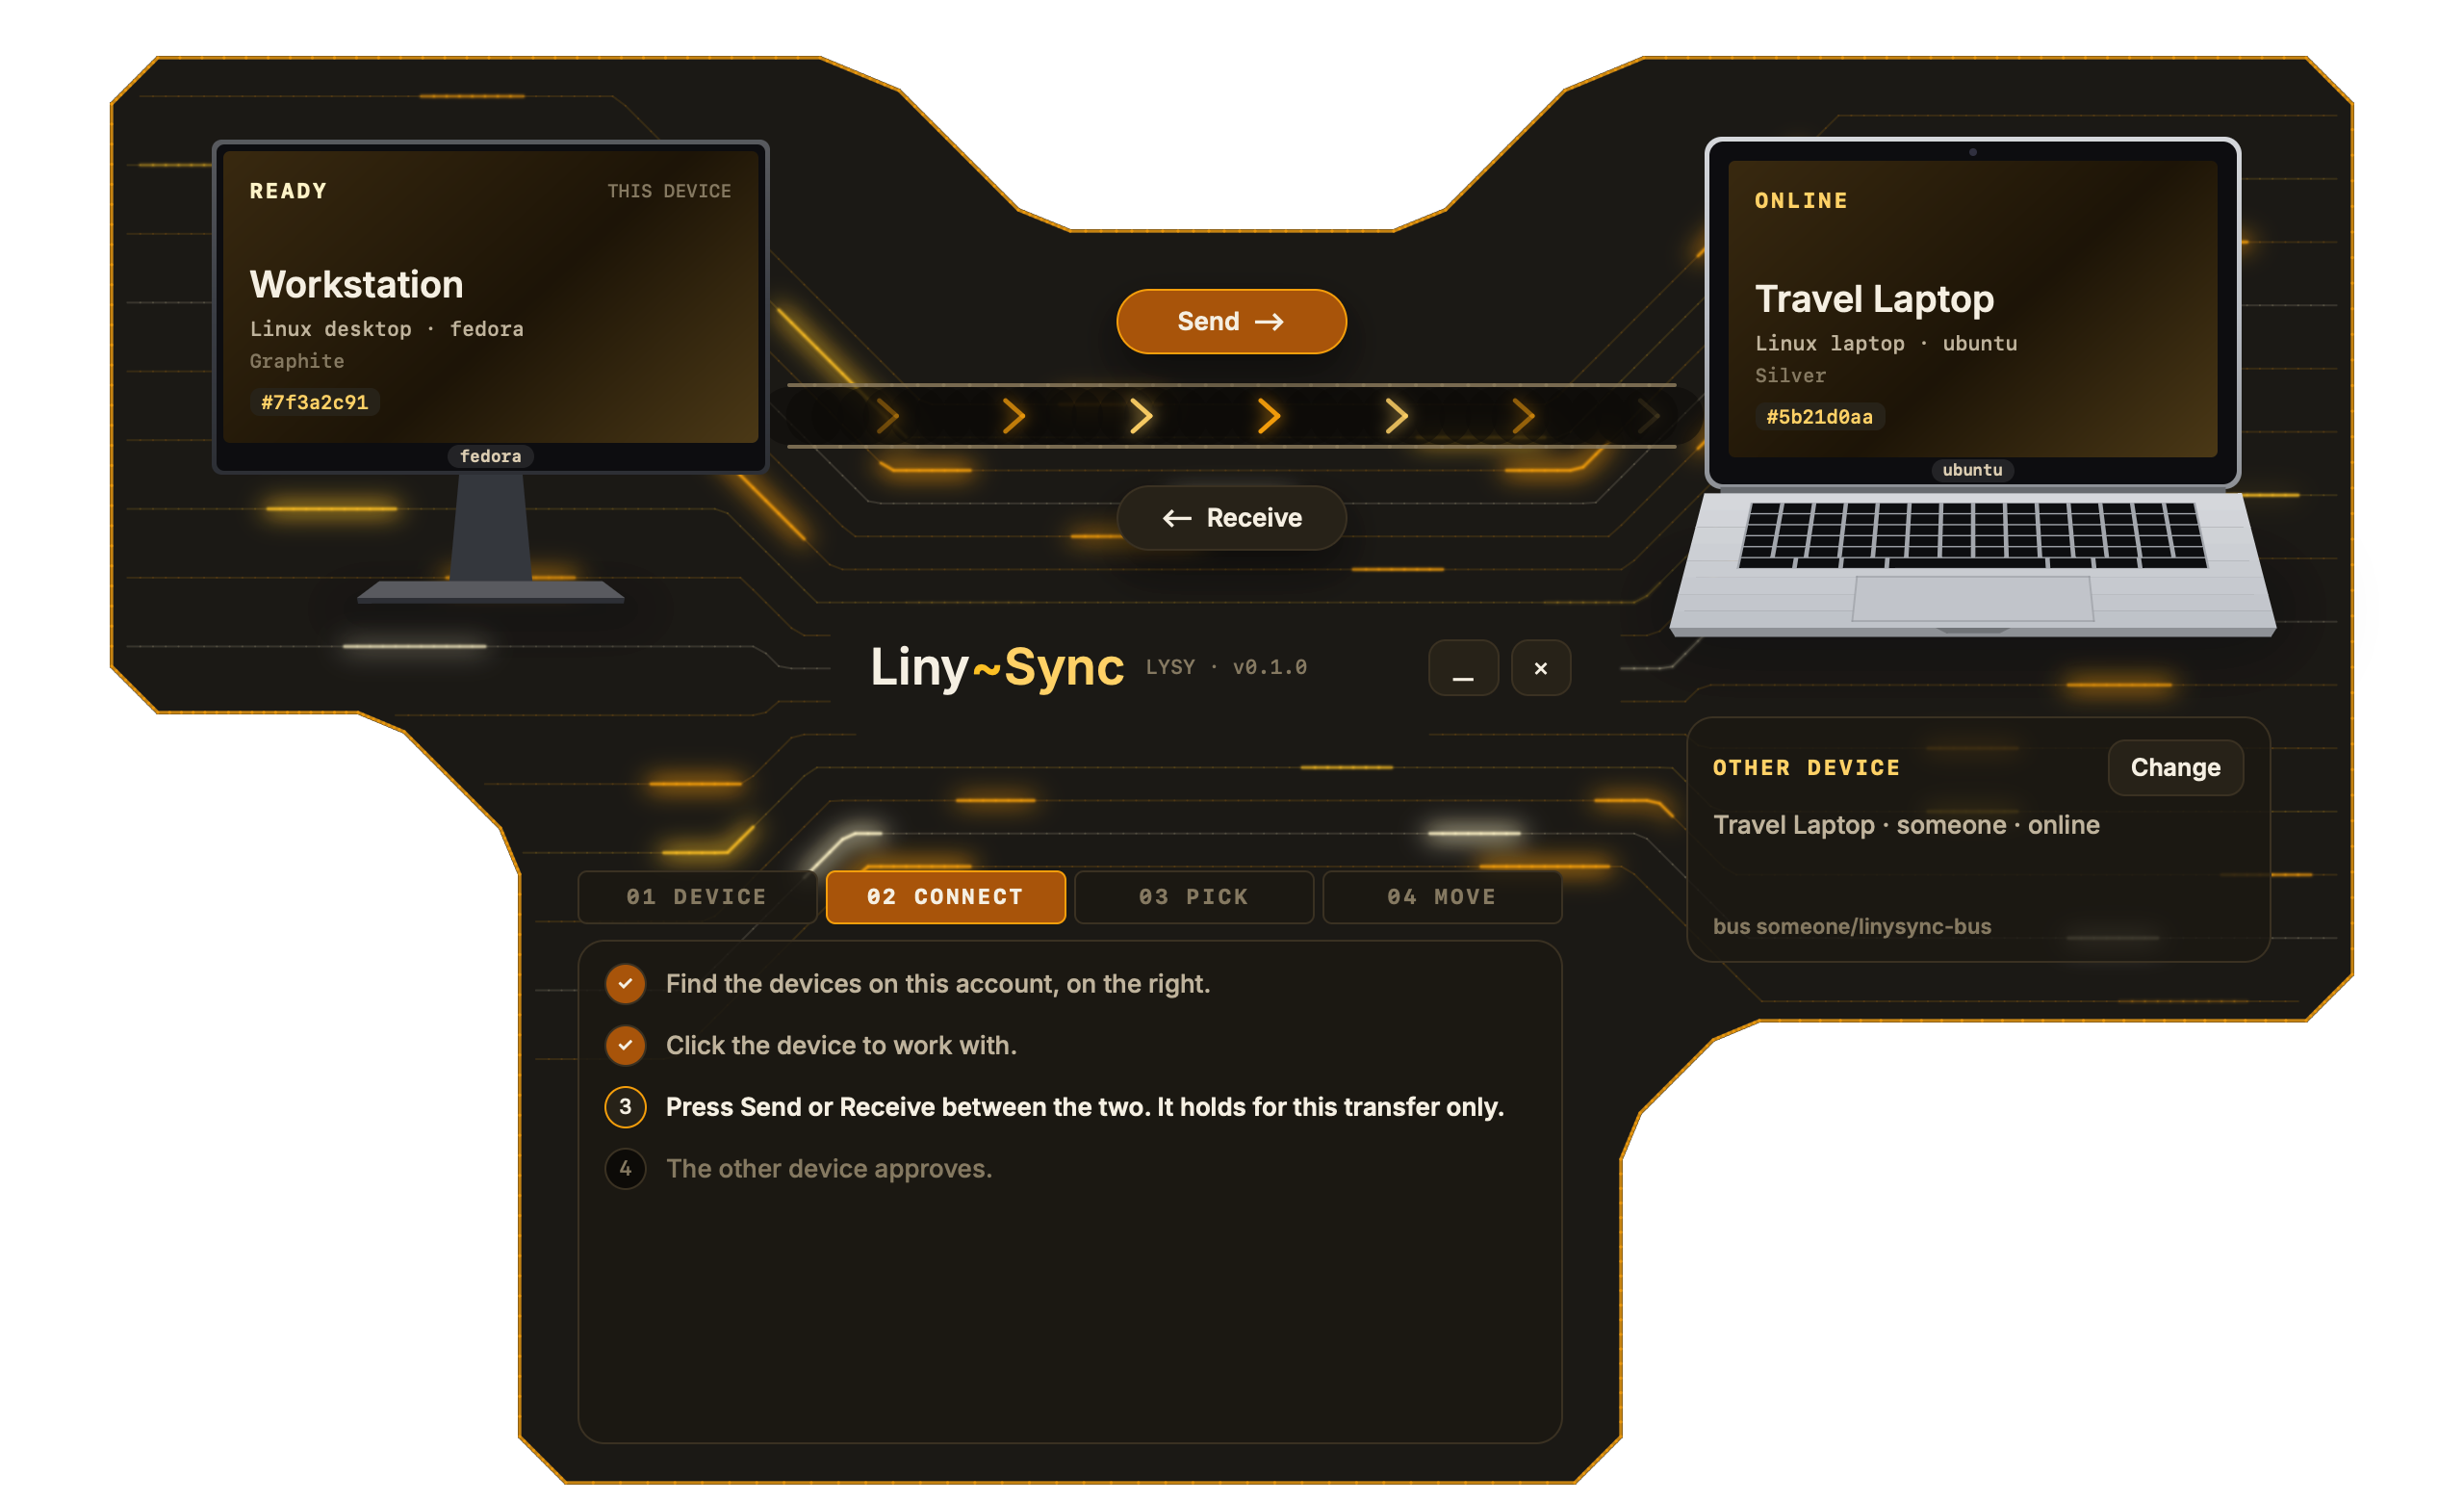 READY
THIS DEVICE
Workstation
Linux desktop · fedora
Graphite
#7f3a2c91
fedora
Send →
← Receive
ONLINE
Travel Laptop
Linux laptop · ubuntu
Silver
#5b21d0aa
ubuntu
Liny~Sync LYSY · v0.1.0
_ ×
OTHER DEVICE
Change
Travel Laptop · someone · online
bus someone/linysync-bus
01 DEVICE
02 CONNECT
03 PICK
04 MOVE
Find the devices on this account, on the right.
Click the device to work with.
3 Press Send or Receive between the two. It holds for this transfer only.
4 The other device approves.